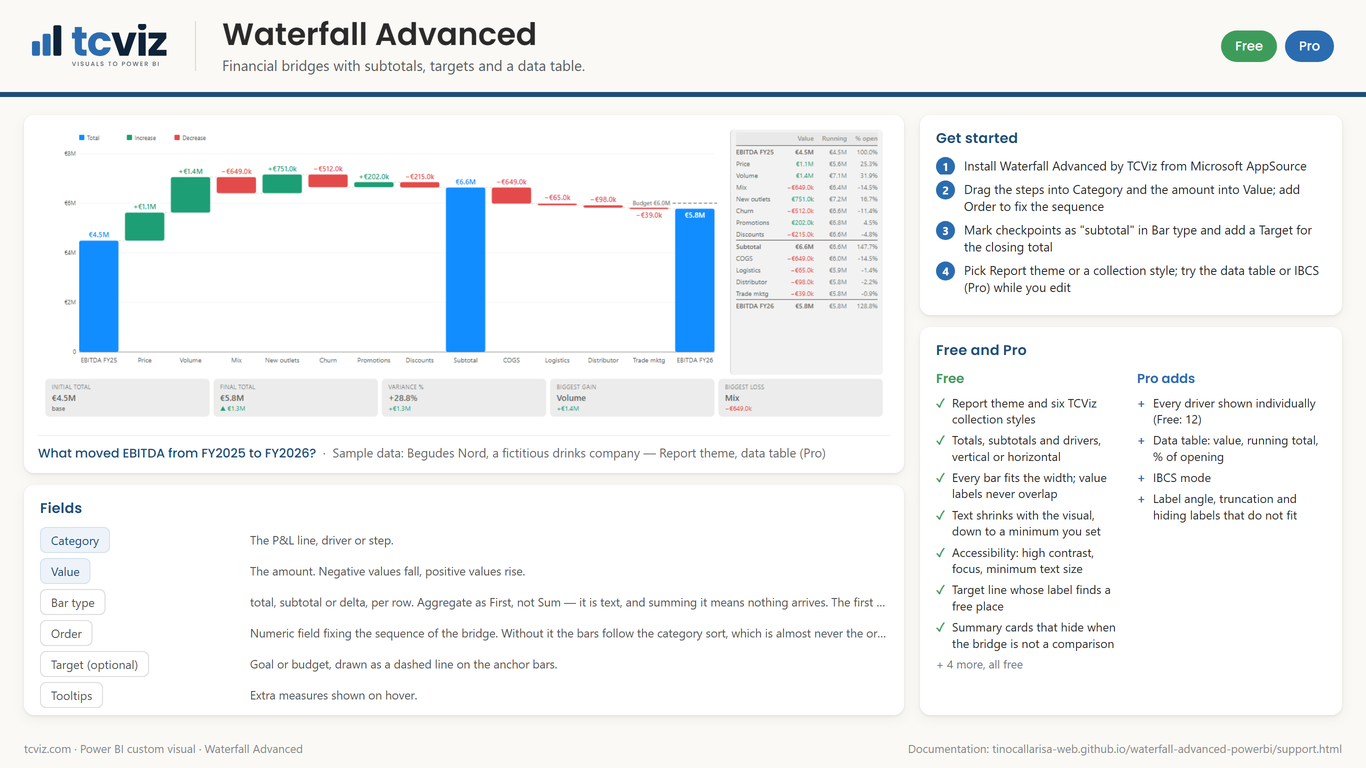 tcviz
VISUALS TO POWER BI
Waterfall Advanced
Financial bridges with subtotals, targets and a data table.
Free
Pro
Total
Increase
Decrease
€8M
€6M
€4M
€2M
0
€4.5M
+€1.1M
+€1.4M
−€649.0k
+€751.0k
−€512.0k
+€202.0k
−€215.0k
€6.6M
−€649.0k
−€65.0k
−€98.0k
Budget €6.0M
−€39.0k
€5.8M
EBITDA FY25
Price
Volume
Mix
New outlets
Churn
Promotions
Discounts
Subtotal
COGS
Logistics
Distributor
Trade mktg
EBITDA FY26
Value Running % open
EBITDA FY25 €4.5M €4.5M 100.0%
Price €1.1M €5.6M 25.3%
Volume €1.4M €7.1M 31.9%
Mix −€649.0k €6.4M -14.5%
New outlets €751.0k €7.2M 16.7%
Churn −€512.0k €6.6M -11.4%
Promotions €202.0k €6.8M 4.5%
Discounts −€215.0k €6.6M -4.8%
Subtotal €6.6M €6.6M 147.7%
COGS −€649.0k €6.0M -14.5%
Logistics −€65.0k €5.9M -1.4%
Distributor −€98.0k €5.8M -2.2%
Trade mktg −€39.0k €5.8M -0.9%
EBITDA FY26 €5.8M €5.8M 128.8%
INITIAL TOTAL
€4.5M
base
FINAL TOTAL
€5.8M
▲ €1.3M
VARIANCE %
+28.8%
+€1.3M
BIGGEST GAIN
Volume
+€1.4M
BIGGEST LOSS
Mix
−€649.0k
What moved EBITDA from FY2025 to FY2026? · Sample data: Begudes Nord, a fictitious drinks company — Report theme, data table (Pro)
Fields
Category The P&L line, driver or step.
Value The amount. Negative values fall, positive values rise.
Bar type total, subtotal or delta, per row. Aggregate as First, not Sum — it is text, and summing it means nothing arrives. The first ...
Order Numeric field fixing the sequence of the bridge. Without it the bars follow the category sort, which is almost never the or...
Target (optional) Goal or budget, drawn as a dashed line on the anchor bars.
Tooltips Extra measures shown on hover.
Get started
1 Install Waterfall Advanced by TCViz from Microsoft AppSource
2 Drag the steps into Category and the amount into Value; add
Order to fix the sequence
3 Mark checkpoints as "subtotal" in Bar type and add a Target for
the closing total
4 Pick Report theme or a collection style; try the data table or IBCS
(Pro) while you edit
Free and Pro
Free
✓ Report theme and six TCViz
collection styles
✓ Totals, subtotals and drivers,
vertical or horizontal
✓ Every bar fits the width; value
labels never overlap
✓ Text shrinks with the visual,
down to a minimum you set
✓ Accessibility: high contrast,
focus, minimum text size
✓ Target line whose label finds a
free place
✓ Summary cards that hide when
the bridge is not a comparison
+ 4 more, all free
Pro adds
+ Every driver shown individually
(Free: 12)
+ Data table: value, running total,
% of opening
+ IBCS mode
+ Label angle, truncation and
hiding labels that do not fit
tcviz.com · Power BI custom visual · Waterfall Advanced
Documentation: tinocallarisa-web.github.io/waterfall-advanced-powerbi/support.html